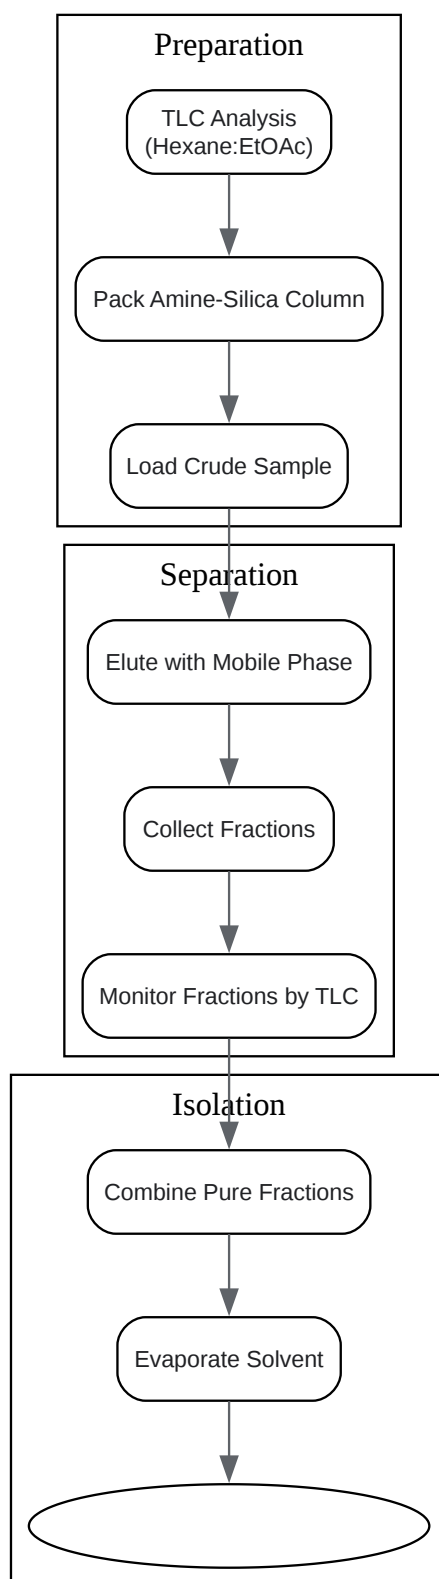 Preparation
TLC Analysis
(Hexane:EtOAc)
Pack Amine-Silica Column
Load Crude Sample
Separation
Elute with Mobile Phase
Collect Fractions
Monitor Fractions by TLC
Isolation
Combine Pure Fractions
Evaporate Solvent